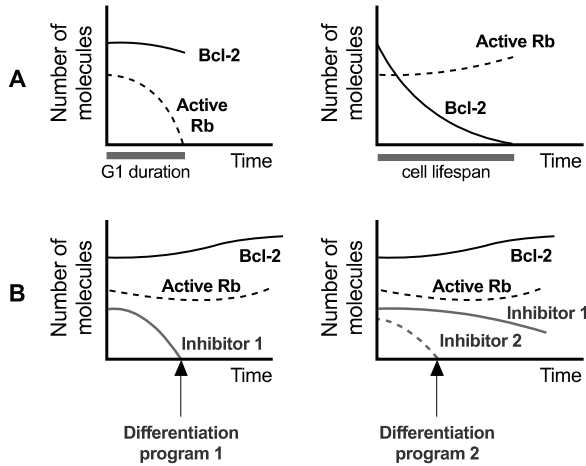 A
Number of
molecules
Bcl-2
Active
Rb
Time
G1 duration
Number of
molecules
Active Rb
Bcl-2
Time
cell lifespan
B
Number of
molecules
Bcl-2
Active Rb
Inhibitor 1
Time
Differentiation
program 1
Number of
molecules
Bcl-2
Active Rb
Inhibitor 1
Inhibitor 2
Time
Differentiation
program 2